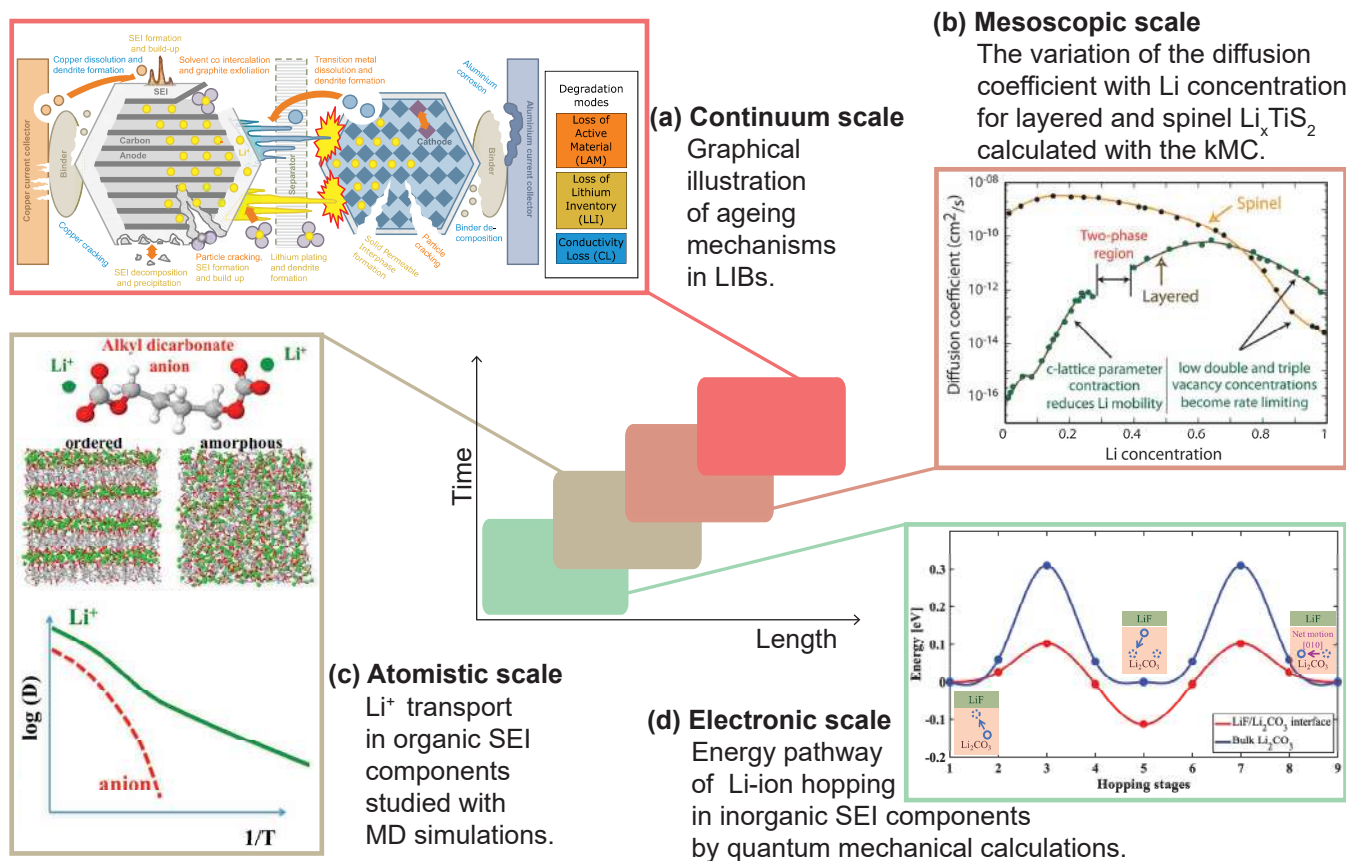 SEI formation
and build-up
Copper dissolution and
dendrite formation
Solvent co intercalation
and graphite exfoliation
Transition metal
dissolution and
dendrite formation
Aluminium
corrosion
Copper current collector
Binder
SEI
Carbon
Anode
Li+
Separator
Cathode
Binder
Aluminium current collector
Copper cracking
SEI decomposition
and precipitation
Particle cracking,
SEI formation
and build up
Lithium plating
and dendrite
formation
Solid Permeable
Interphase
formation
Particle
cracking
Binder de-
composition
Degradation
modes
Loss of
Active
Material
(LAM)
Loss of
Lithium
Inventory
(LLI)
Conductivity
Loss (CL)
(a) Continuum scale
Graphical
illustration
of ageing
mechanisms
in LIBs.
(b) Mesoscopic scale
The variation of the diffusion
coefficient with Li concentration
for layered and spinel LiₓTiS₂
calculated with the kMC.
Diffusion coefficient (cm²/s)
10⁻⁰⁸
10⁻¹⁰
10⁻¹²
10⁻¹⁴
10⁻¹⁶
Spinel
Two-phase
region
Layered
c-lattice parameter
contraction
reduces Li mobility
low double and triple
vacancy concentrations
become rate limiting
0 0.2 0.4 0.6 0.8 1
Li concentration
Alkyl dicarbonate
anion
Li⁺
Li⁺
ordered
amorphous
Li⁺
anion
log (D)
1/T
Time
Length
(c) Atomistic scale
Li⁺ transport
in organic SEI
components
studied with
MD simulations.
(d) Electronic scale
Energy pathway
of Li-ion hopping
in inorganic SEI components
by quantum mechanical calculations.
Energy [eV]
0.3
0.2
0.1
0
-0.1
0.2
LiF
Li₂CO₃
LiF
Li₂CO₃
LiF
Net motion
[010]
Li₂CO₃
LiF/Li₂CO₃ interface
Bulk Li₂CO₃
1 2 3 4 5 6 7 8 9
Hopping stages